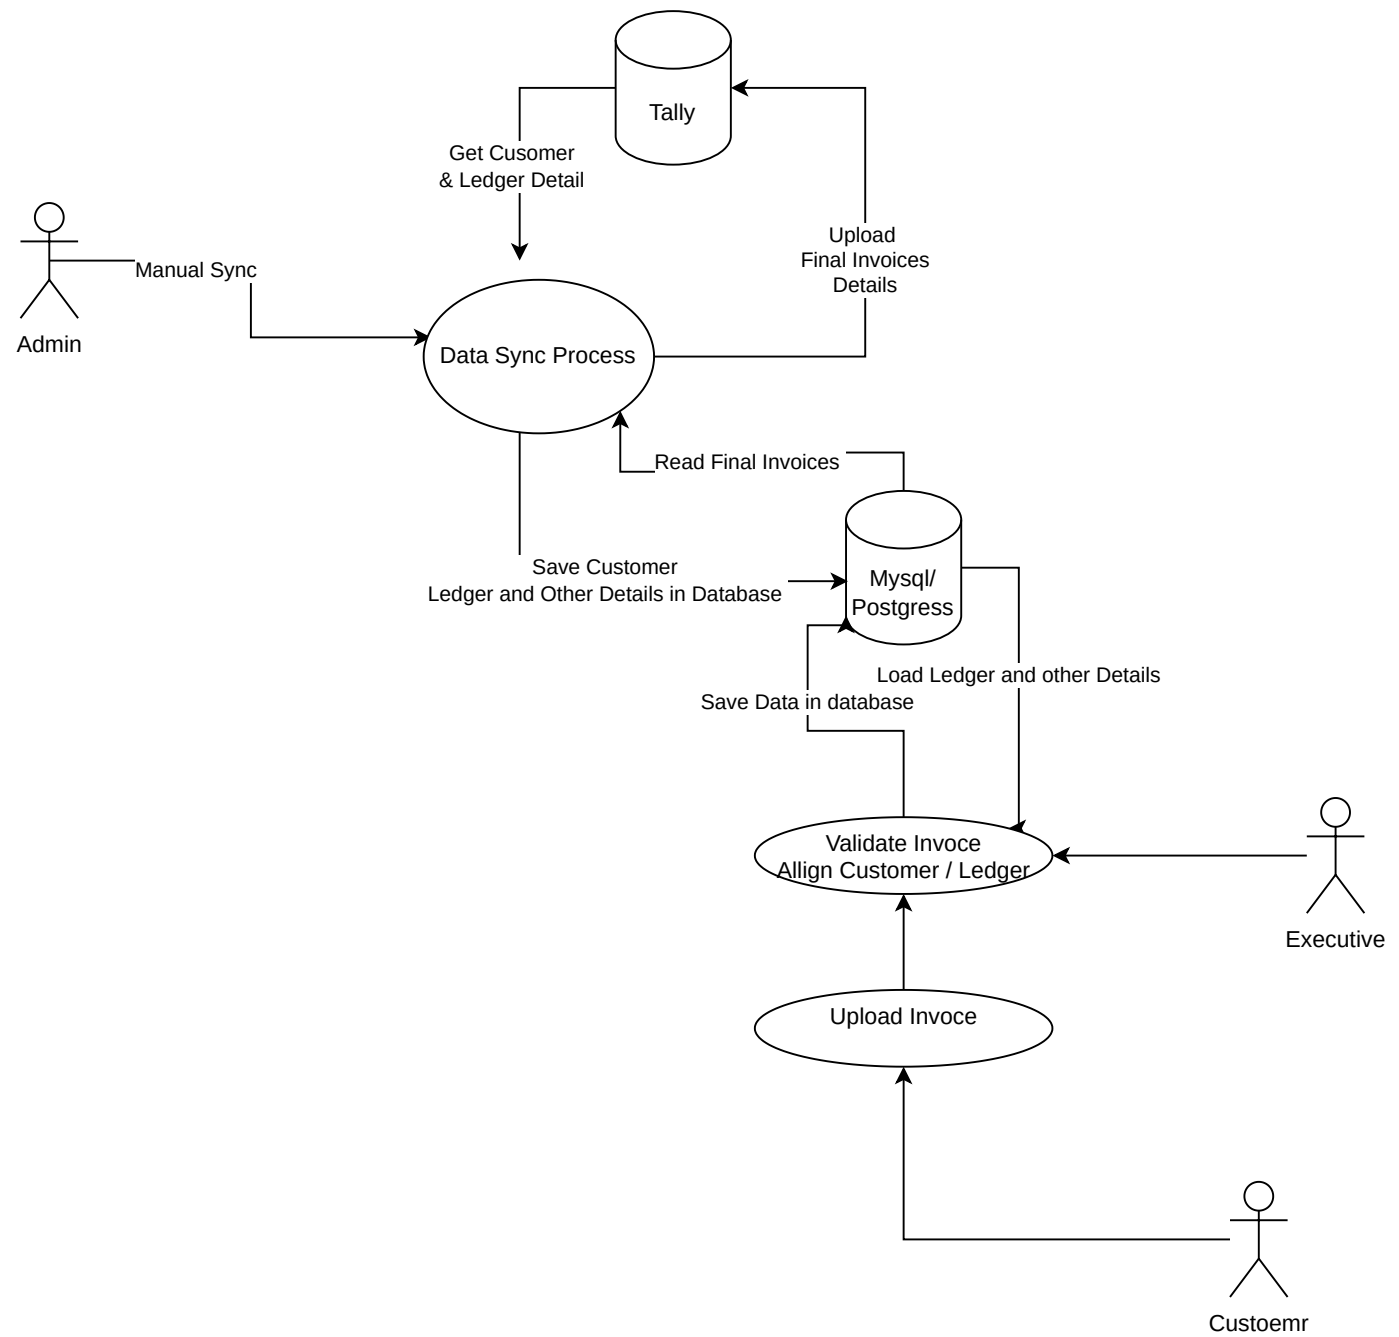 Tally
Get Cusomer
& Ledger Detail
Upload
Final Invoices
Details
Manual Sync
Admin
Data Sync Process
Read Final Invoices
Save Customer
Ledger and Other Details in Database
Mysql/
Postgress
Load Ledger and other Details
Save Data in database
Validate Invoce
Allign Customer / Ledger
Executive
Upload Invoce
Custoemr